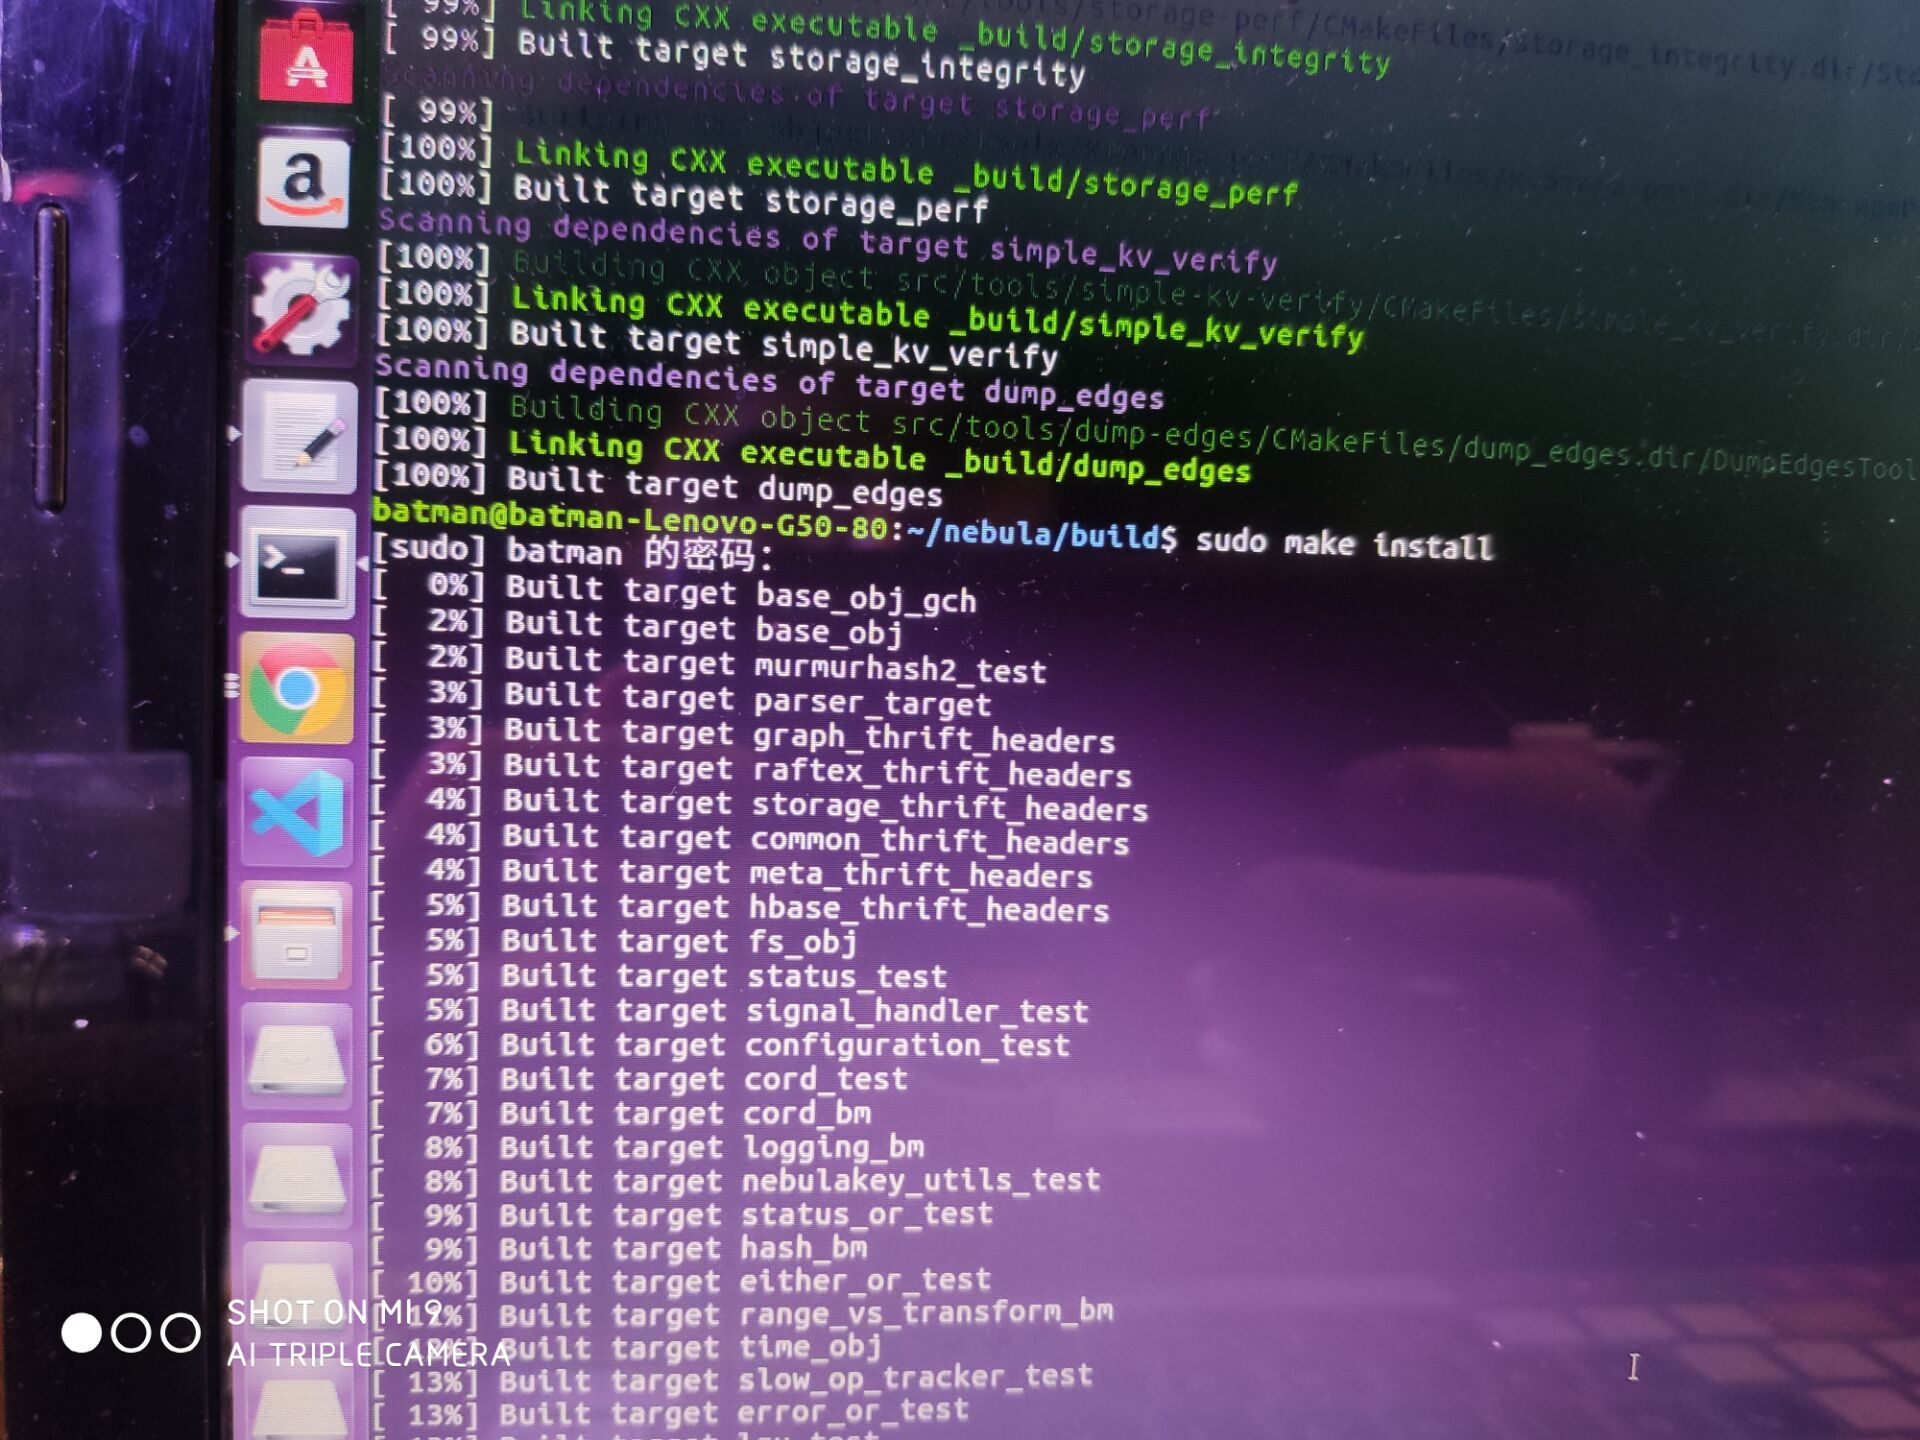 [ 99%] Linking CXX executable _build/storage_integrity
[ 99%] Built target storage_integrity
Scanning dependencies of target storage_perf
[ 99%]
[100%] Linking CXX executable _build/storage_perf
[100%] Built target storage_perf
Scanning dependencies of target simple_kv_verify
[100%] Building CXX object src/tools/simple-kv-verify/CMakeFiles/simple_kv_verify.dir/
[100%] Linking CXX executable _build/simple_kv_verify
[100%] Built target simple_kv_verify
Scanning dependencies of target dump_edges
[100%] Building CXX object src/tools/dump-edges/CMakeFiles/dump_edges.dir/DumpEdgesTool
[100%] Linking CXX executable _build/dump_edges
[100%] Built target dump_edges
batman@batman-Lenovo-G50-80:~/nebula/build$ sudo make install
[sudo] batman 的密码:
[  0%] Built target base_obj_gch
[  2%] Built target base_obj
[  2%] Built target murmurhash2_test
[  3%] Built target parser_target
[  3%] Built target graph_thrift_headers
[  3%] Built target raftex_thrift_headers
[  4%] Built target storage_thrift_headers
[  4%] Built target common_thrift_headers
[  4%] Built target meta_thrift_headers
[  5%] Built target hbase_thrift_headers
[  5%] Built target fs_obj
[  5%] Built target status_test
[  5%] Built target signal_handler_test
[  6%] Built target configuration_test
[  7%] Built target cord_test
[  7%] Built target cord_bm
[  8%] Built target logging_bm
[  8%] Built target nebulakey_utils_test
[  9%] Built target status_or_test
[  9%] Built target hash_bm
[ 10%] Built target either_or_test
[ 12%] Built target range_vs_transform_bm
Built target time_obj
[ 13%] Built target slow_op_tracker_test
[ 13%] Built target error_or_test
SHOT ON MI 9
AI TRIPLE CAMERA